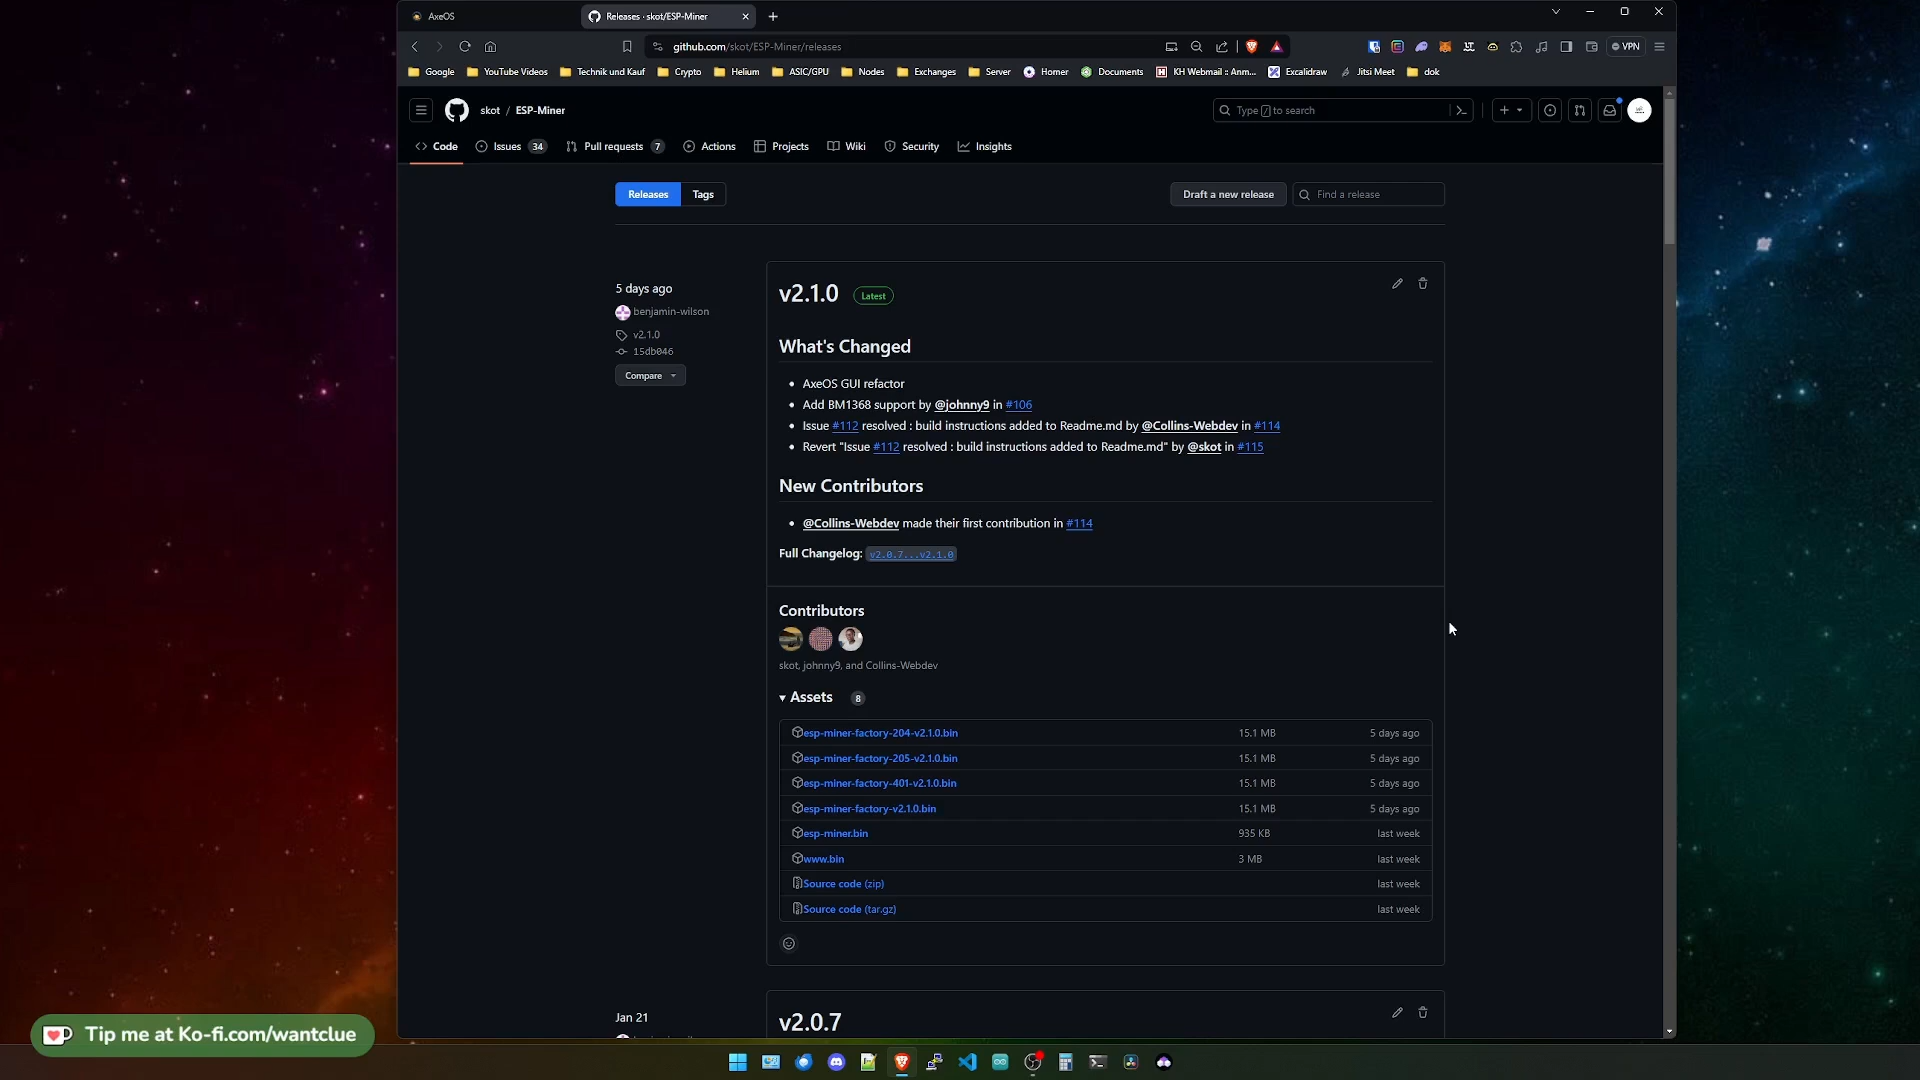 AxeOS
Releases · skot/ESP-Miner
github.com/skot/ESP-Miner/releases
VPN
Google
YouTube Videos
Technik und Kauf
Crypto
Helium
ASIC/GPU
Nodes
Exchanges
Server
Homer
Documents
KH Webmail :: Anm...
Excalidraw
Jitsi Meet
dok
skot / ESP-Miner
Type / to search
Code
Issues 34
Pull requests 7
Actions
Projects
Wiki
Security
Insights
Releases
Tags
Draft a new release
Find a release
5 days ago
benjamin-wilson
v2.1.0
15db046
Compare
v2.1.0 Latest
What's Changed
• AxeOS GUI refactor
• Add BM1368 support by @johnny9 in #106
• Issue #112 resolved : build instructions added to Readme.md by @Collins-Webdev in #114
• Revert "Issue #112 resolved : build instructions added to Readme.md" by @skot in #115
New Contributors
• @Collins-Webdev made their first contribution in #114
Full Changelog: v2.0.7...v2.1.0
Contributors
skot, johnny9, and Collins-Webdev
Assets 8
esp-miner-factory-204-v2.1.0.bin 15.1 MB 5 days ago
esp-miner-factory-205-v2.1.0.bin 15.1 MB 5 days ago
esp-miner-factory-401-v2.1.0.bin 15.1 MB 5 days ago
esp-miner-factory-v2.1.0.bin 15.1 MB 5 days ago
esp-miner.bin 935 KB last week
www.bin 3 MB last week
Source code (zip) last week
Source code (tar.gz) last week
Jan 21
v2.0.7
Tip me at Ko-fi.com/wantclue